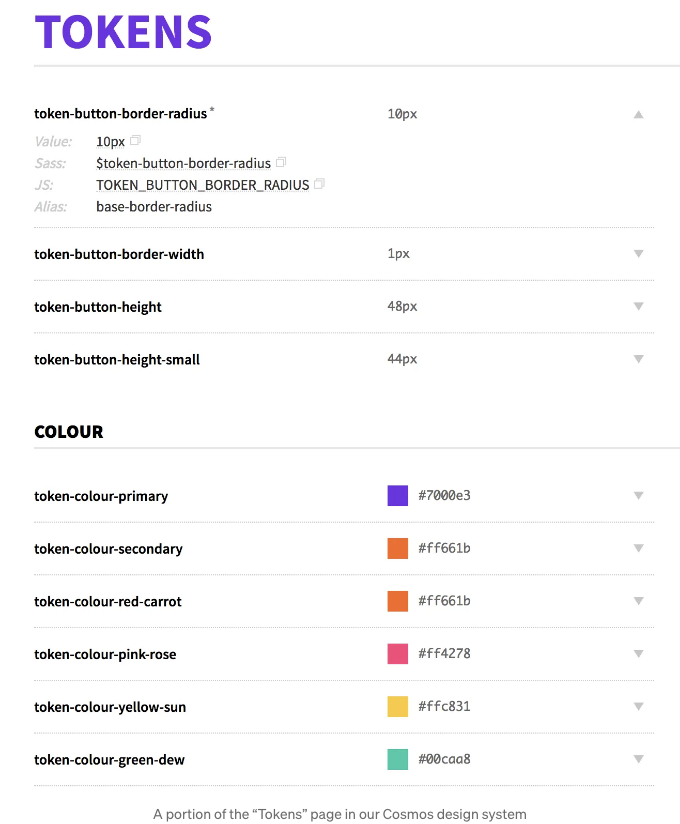 TOKENS
token-button-border-radius* 10px
Value: 10px
Sass: $token-button-border-radius
JS: TOKEN_BUTTON_BORDER_RADIUS
Alias: base-border-radius
token-button-border-width 1px
token-button-height 48px
token-button-height-small 44px
COLOUR
token-colour-primary #7000e3
token-colour-secondary #ff661b
token-colour-red-carrot #ff661b
token-colour-pink-rose #ff4278
token-colour-yellow-sun #ffc831
token-colour-green-dew #00caa8
A portion of the “Tokens” page in our Cosmos design system